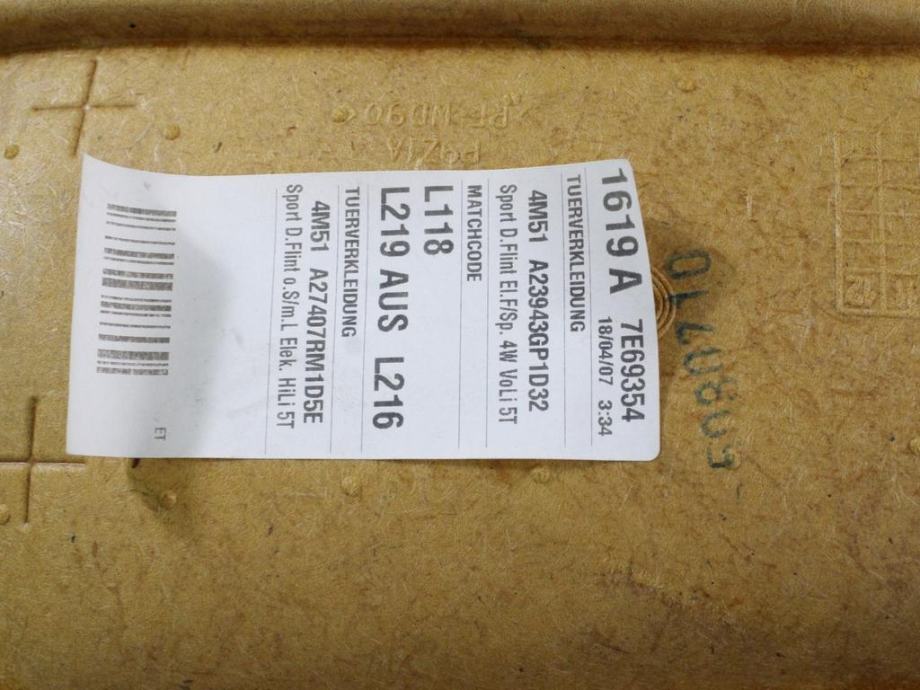 1619 A 7E69354
18/04/07 3:34
TUERVERKLEIDUNG
4M51 A23943GP1D32
Sport D.Flint El.F/Sp. 4W VoLi 5T
MATCHCODE
L118
L219 AUS L216
TUERVERKLEIDUNG
4M51 A27407RM1D5E
Sport D.Flint o.S/m.L Elek. HiLi 5T
ET